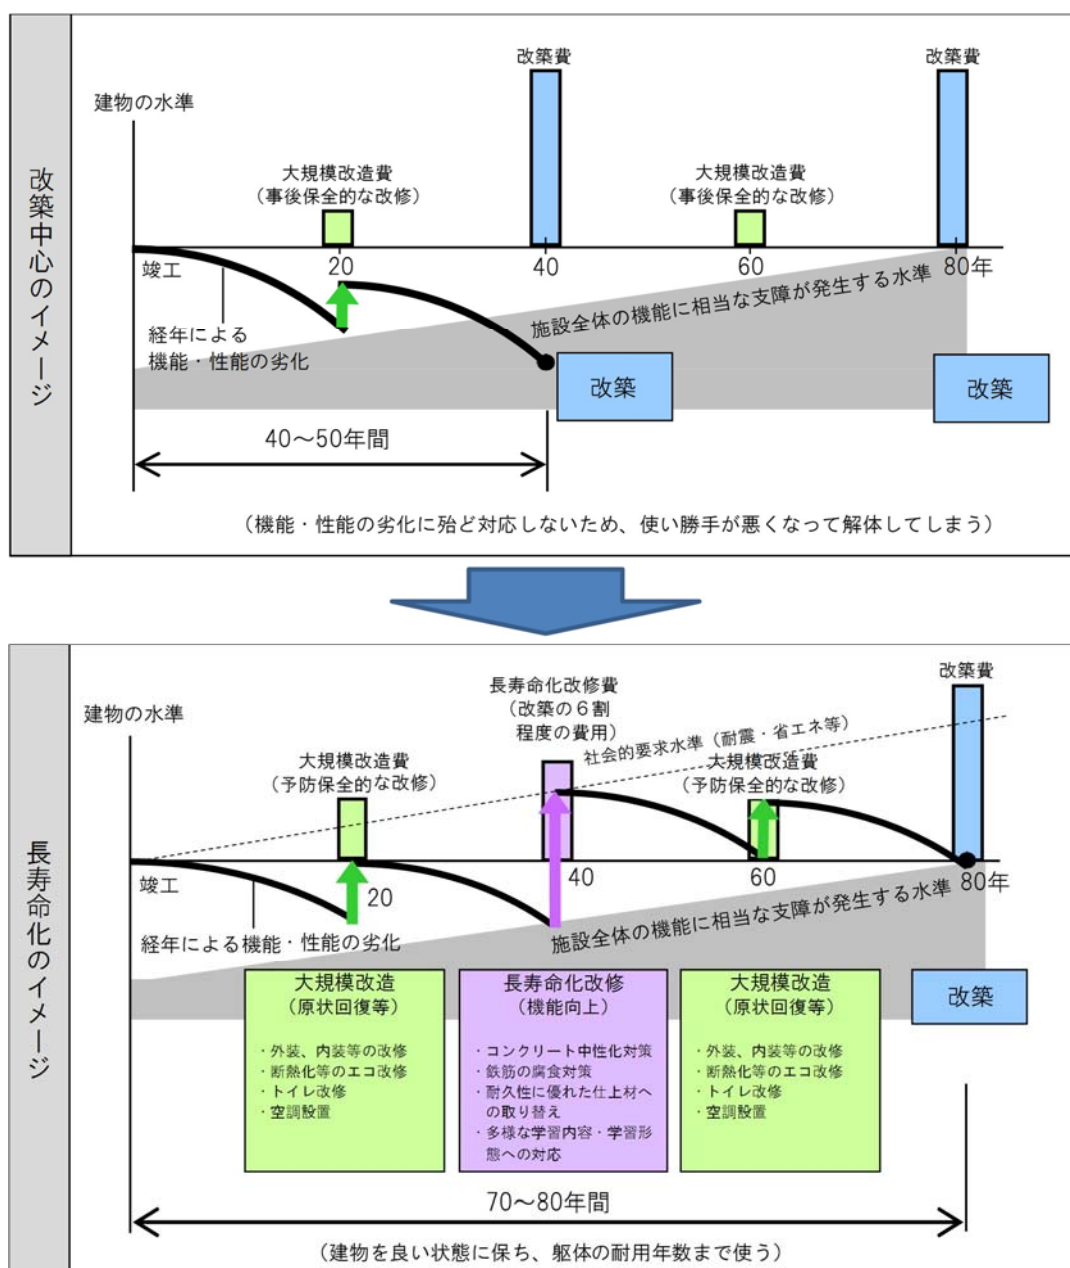 改築中心のイメージ
改築費
改築費
建物の水準
大規模改造費
（事後保全的な改修）
大規模改造費
（事後保全的な改修）
竣工
20
40
60
80年
施設全体の機能に相当な支障が発生する水準
経年による
機能・性能の劣化
改築
改築
40～50年間
（機能・性能の劣化に殆ど対応しないため、使い勝手が悪くなって解体してしまう）
長寿命化のイメージ
改築費
長寿命化改修費
（改築の６割
程度の費用）
建物の水準
社会的要求水準（耐震・省エネ等）
大規模改造費
（予防保全的な改修）
大規模改造費
（予防保全的な改修）
竣工
20
40
60
80年
施設全体の機能に相当な支障が発生する水準
経年による機能・性能の劣化
大規模改造
（原状回復等）
・外装、内装等の改修
・断熱化等のエコ改修
・トイレ改修
・空調設置
長寿命化改修
（機能向上）
・コンクリート中性化対策
・鉄筋の腐食対策
・耐久性に優れた仕上材へ
の取り替え
・多様な学習内容・学習形
態への対応
大規模改造
（原状回復等）
・外装、内装等の改修
・断熱化等のエコ改修
・トイレ改修
・空調設置
改築
70～80年間
（建物を良い状態に保ち、躯体の耐用年数まで使う）